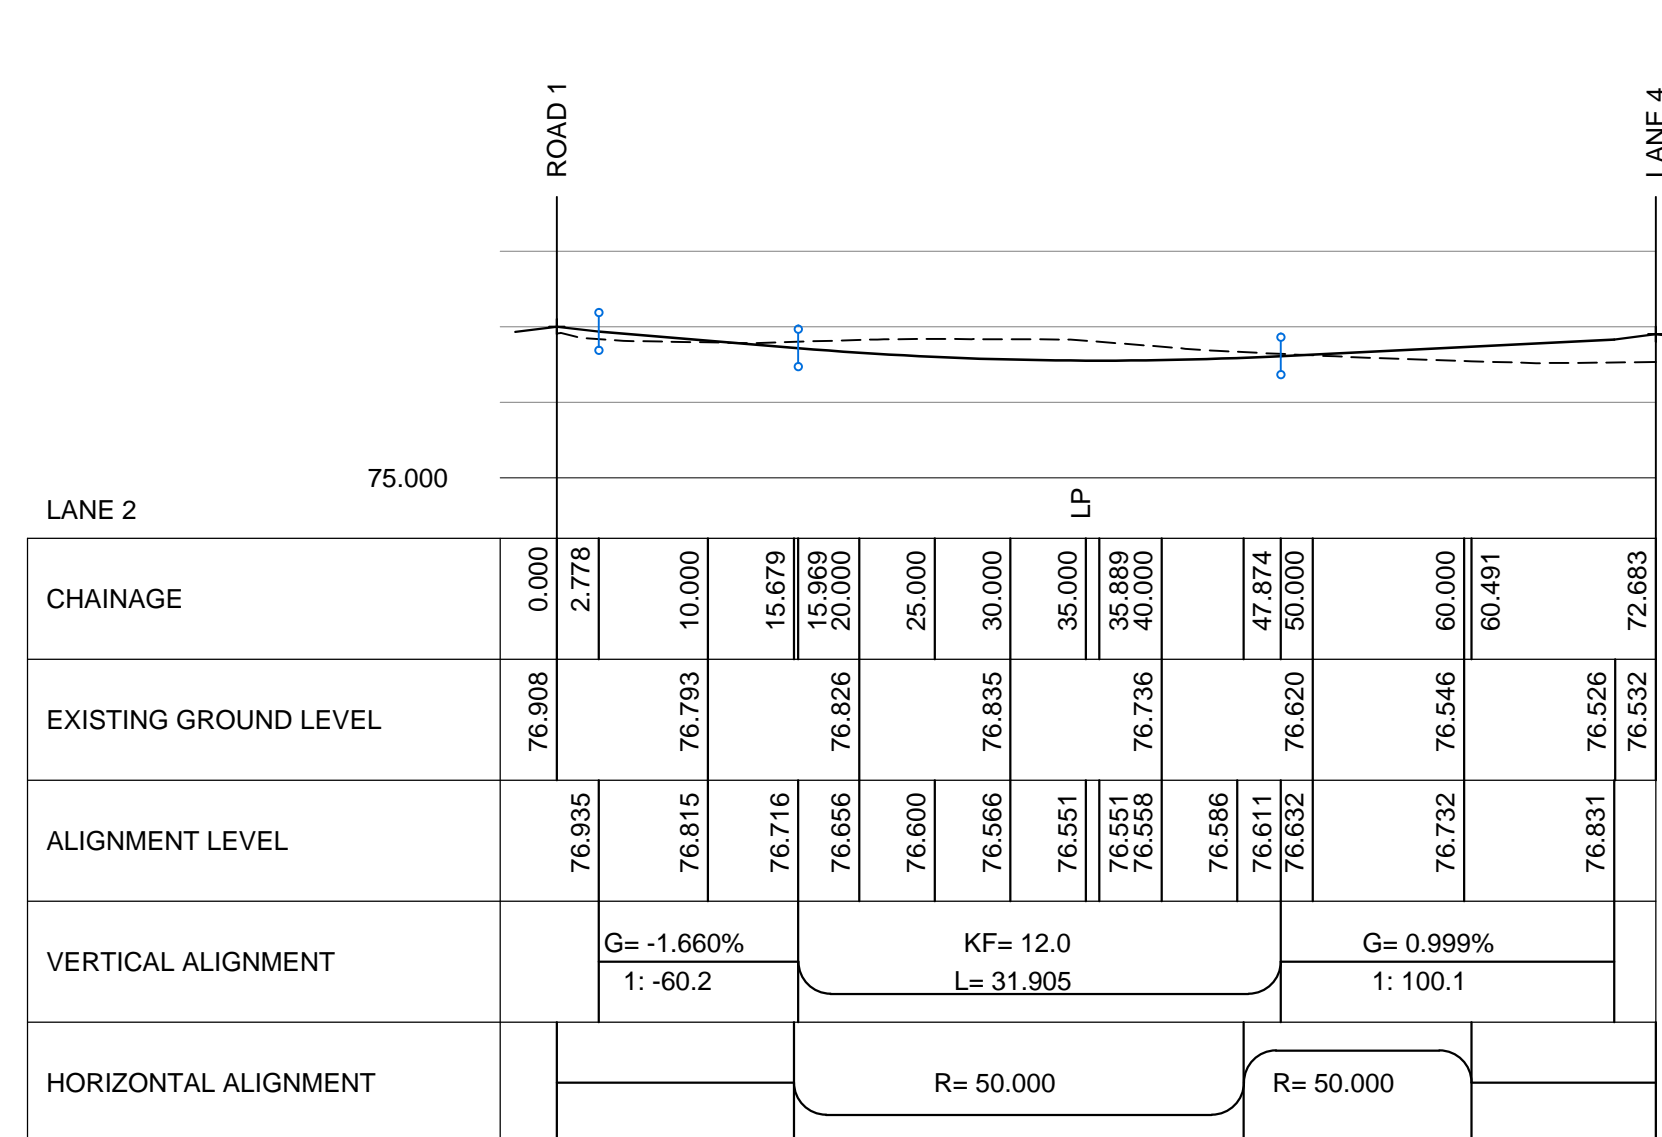 ROAD 1
LANE 4
75.000
LP
LANE 2
CHAINAGE
0.000
2.778
10.000
15.679
15.969
20.000
25.000
30.000
35.000
35.889
40.000
47.874
50.000
60.000
60.491
72.683
EXISTING GROUND LEVEL
76.908
76.793
76.826
76.835
76.736
76.620
76.546
76.526
76.532
ALIGNMENT LEVEL
76.935
76.815
76.716
76.656
76.600
76.566
76.551
76.551
76.558
76.586
76.611
76.632
76.732
76.831
VERTICAL ALIGNMENT
G= -1.660%
1: -60.2
KF= 12.0
L= 31.905
G= 0.999%
1: 100.1
HORIZONTAL ALIGNMENT
R= 50.000
R= 50.000